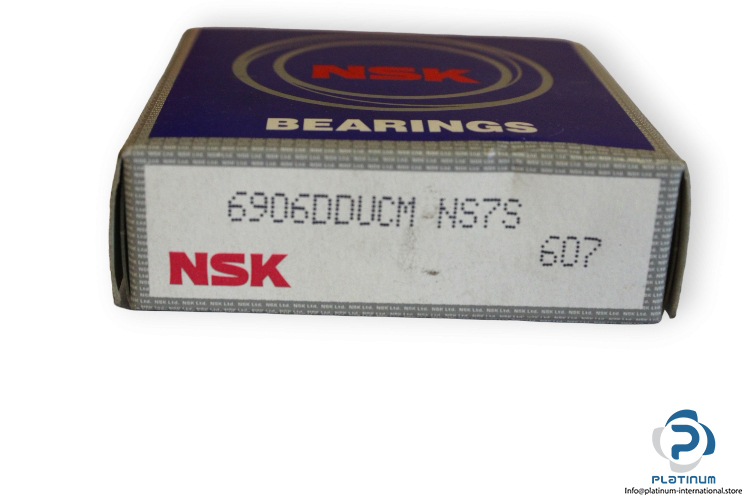 NSK
BEARINGS
6906DDUCM NS7S
607
NSK
PLATINUM
Info@platinum-international.store